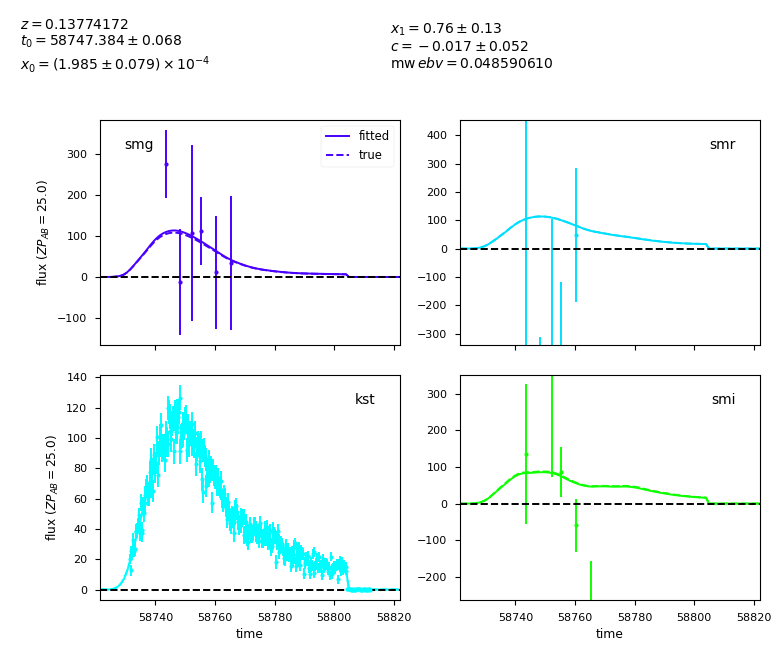 z = 0.13774172
t₀ = 58747.384 ± 0.068
x₀ = (1.985 ± 0.079) × 10⁻⁴
x₁ = 0.76 ± 0.13
c = −0.017 ± 0.052
mw ebv = 0.048590610
smg
fitted
true
300
200
100
0
−100
flux (ZP_AB = 25.0)
smr
400
300
200
100
0
−100
−200
−300
kst
140
120
100
80
60
40
20
0
flux (ZP_AB = 25.0)
58740 58760 58780 58800 58820
time
smi
300
200
100
0
−100
−200
58740 58760 58780 58800 58820
time